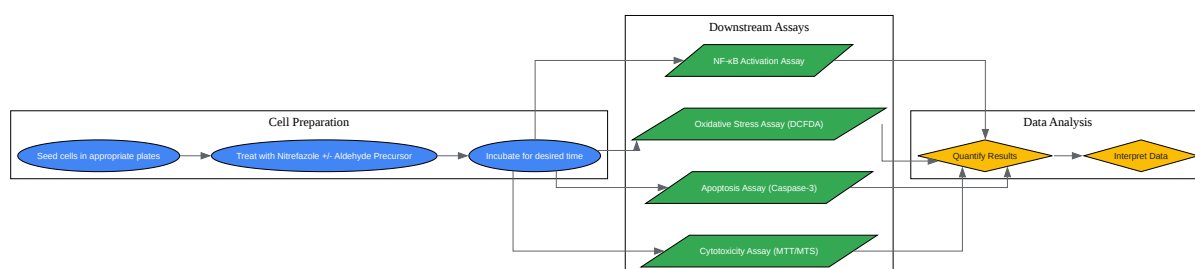 Cell Preparation
Seed cells in appropriate plates
Treat with Nitrefazole +/- Aldehyde Precursor
Incubate for desired time
Downstream Assays
NF-κB Activation Assay
Oxidative Stress Assay (DCFDA)
Apoptosis Assay (Caspase-3)
Cytotoxicity Assay (MTT/MTS)
Data Analysis
Quantify Results
Interpret Data